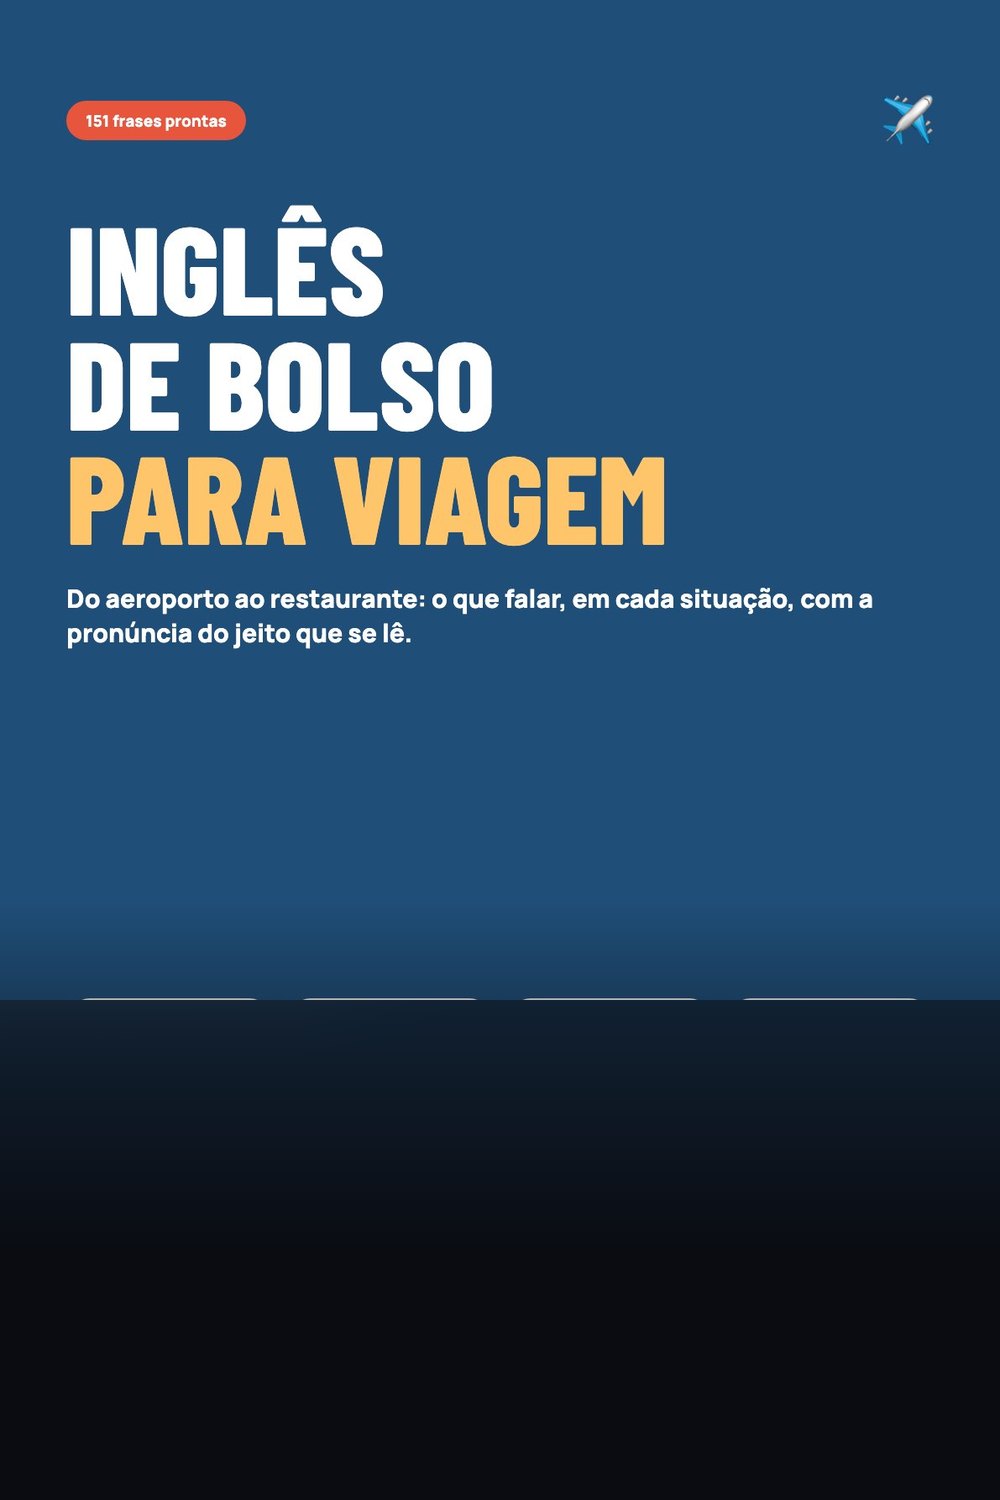 151 frases prontas
INGLÊS
DE BOLSO
PARA VIAGEM
Do aeroporto ao restaurante: o que falar, em cada situação, com a
pronúncia do jeito que se lê.